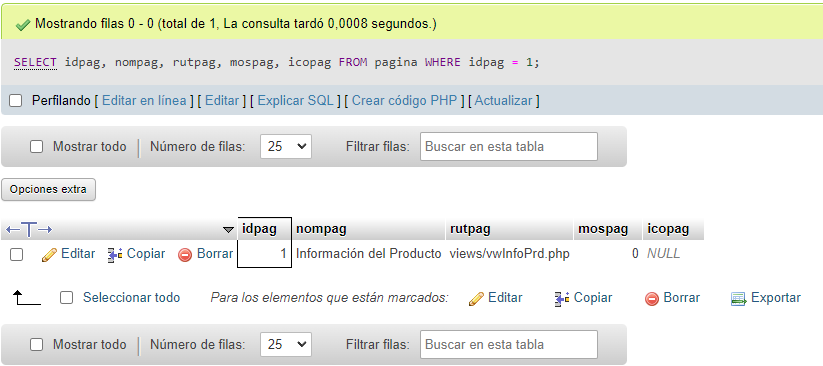 Mostrando filas 0 - 0 (total de 1, La consulta tardó 0,0008 segundos.)
SELECT idpag, nompag, rutpag, mospag, icopag FROM pagina WHERE idpag = 1;
Perfilando [ Editar en línea ] [ Editar ] [ Explicar SQL ] [ Crear código PHP ] [ Actualizar ]
Mostrar todo Número de filas: 25 Filtrar filas: Buscar en esta tabla
Opciones extra
idpag nompag rutpag mospag icopag
Editar Copiar Borrar 1 Información del Producto views/vwInfoPrd.php 0 NULL
Seleccionar todo Para los elementos que están marcados: Editar Copiar Borrar Exportar
Mostrar todo Número de filas: 25 Filtrar filas: Buscar en esta tabla